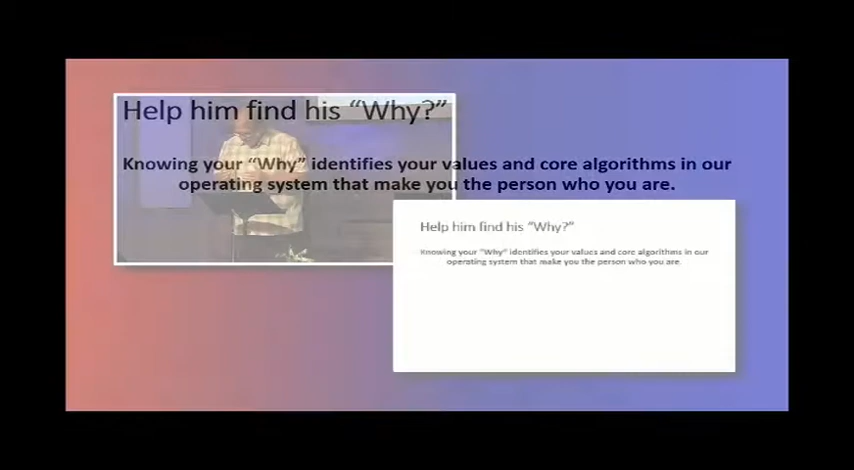 Help him find his “Why?”
Knowing your “Why” identifies your values and core algorithms in our
operating system that make you the person who you are.
Help him find his “Why?”
Knowing your “Why” identifies your values and core algorithms in our
operating system that make you the person who you are.